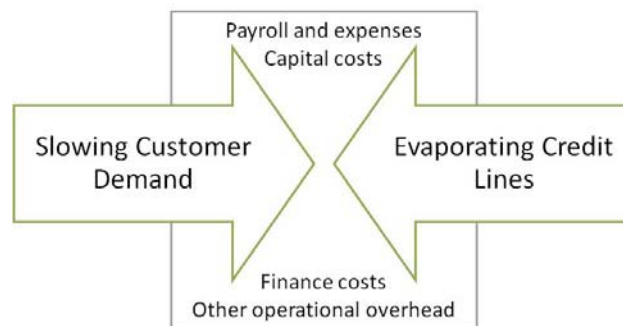 Payroll and expenses
Capital costs
Slowing Customer
Demand
Evaporating Credit
Lines
Finance costs
Other operational overhead